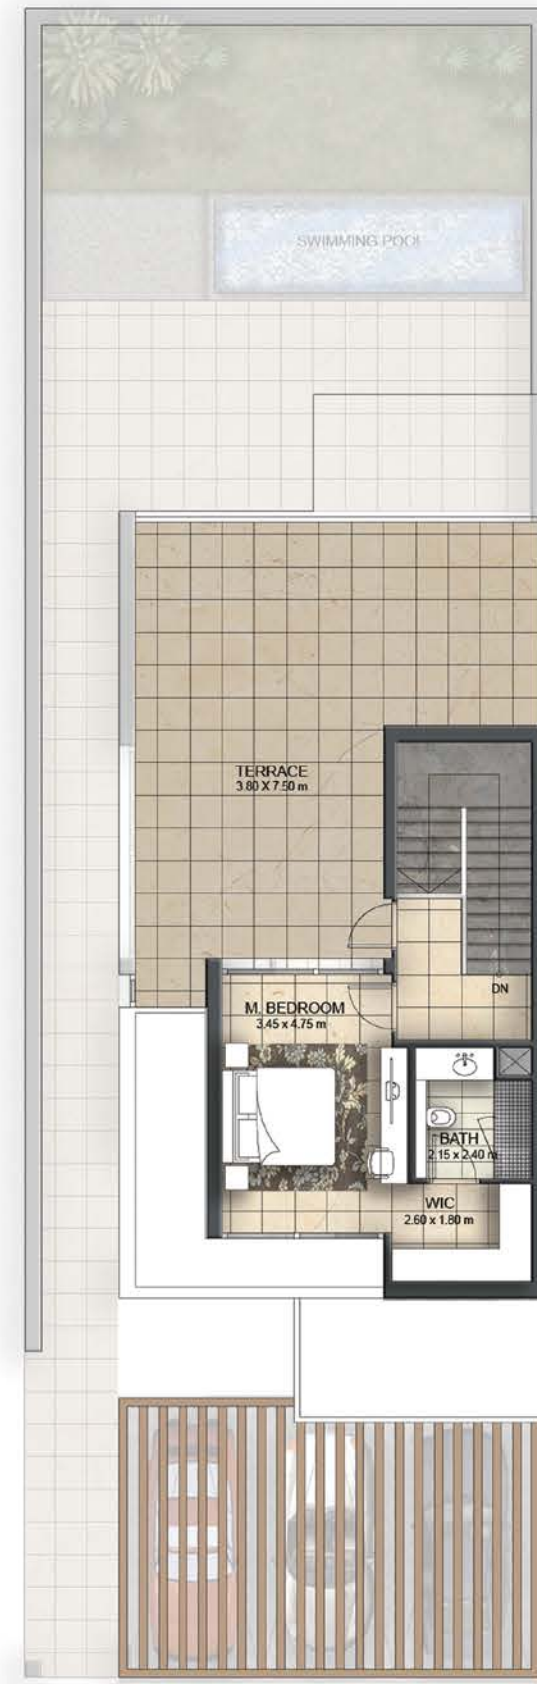 SWIMMING POOL
TERRACE
3.80 X 7.50 m
DN
M. BEDROOM
3.45 x 4.75 m
BATH
2.15 x 2.40 m
WIC
2.60 x 1.80 m